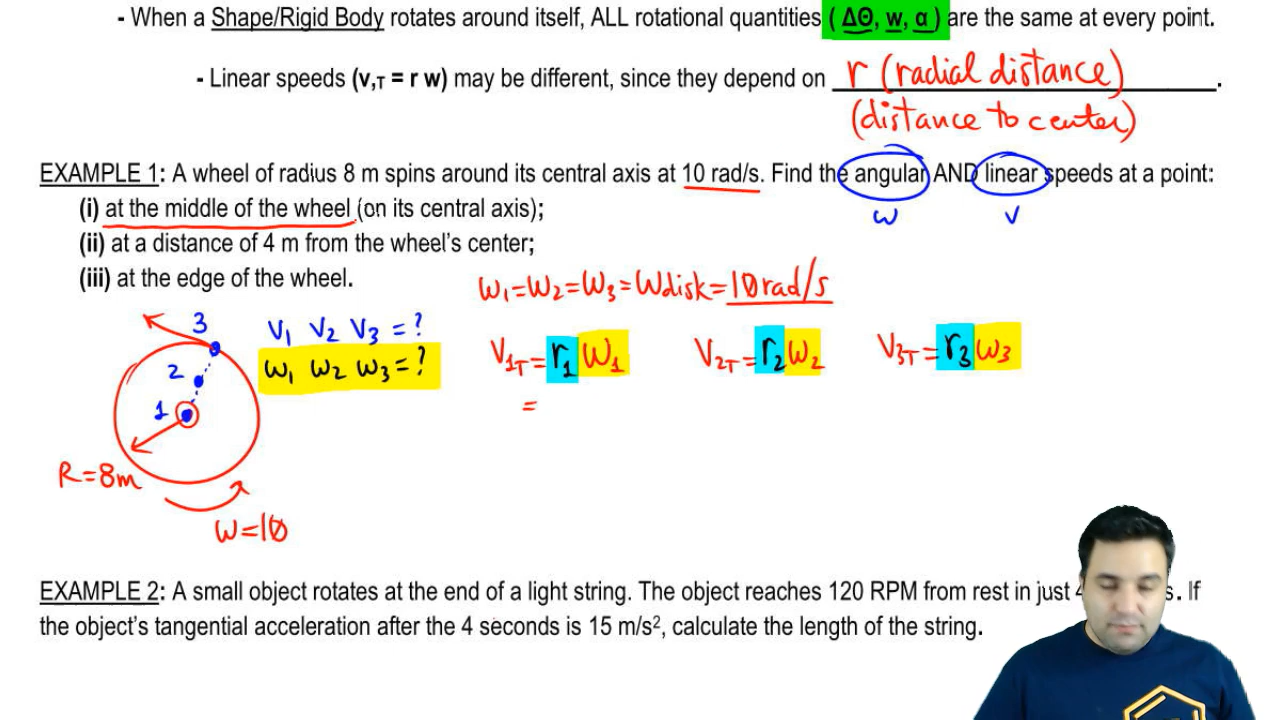 - When a Shape/Rigid Body rotates around itself, ALL rotational quantities ( ΔΘ, w, α ) are the same at every point.
- Linear speeds (v,T = r w) may be different, since they depend on r (radial distance).
(distance to center)
EXAMPLE 1: A wheel of radius 8 m spins around its central axis at 10 rad/s. Find the angular AND linear speeds at a point:
(i) at the middle of the wheel (on its central axis); ω v
(ii) at a distance of 4 m from the wheel's center;
(iii) at the edge of the wheel.
ω1=ω2=ω3=ωdisk=10rad/s
3 V1 V2 V3 = ?
2 ω1 ω2 ω3 = ?
V1T = r1 ω1 V2T = r2 ω2 V3T = r3 ω3
1 =
R=8m
ω=10
EXAMPLE 2: A small object rotates at the end of a light string. The object reaches 120 RPM from rest in just 4 s. If
the object's tangential acceleration after the 4 seconds is 15 m/s², calculate the length of the string.